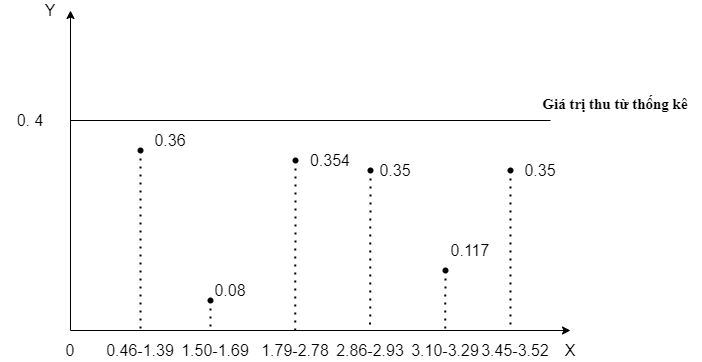 Y
Giá trị thu từ thống kê
0. 4
0.36
0.354
0.35
0.35
0.117
0.08
0 0.46-1.39 1.50-1.69 1.79-2.78 2.86-2.93 3.10-3.29 3.45-3.52 X